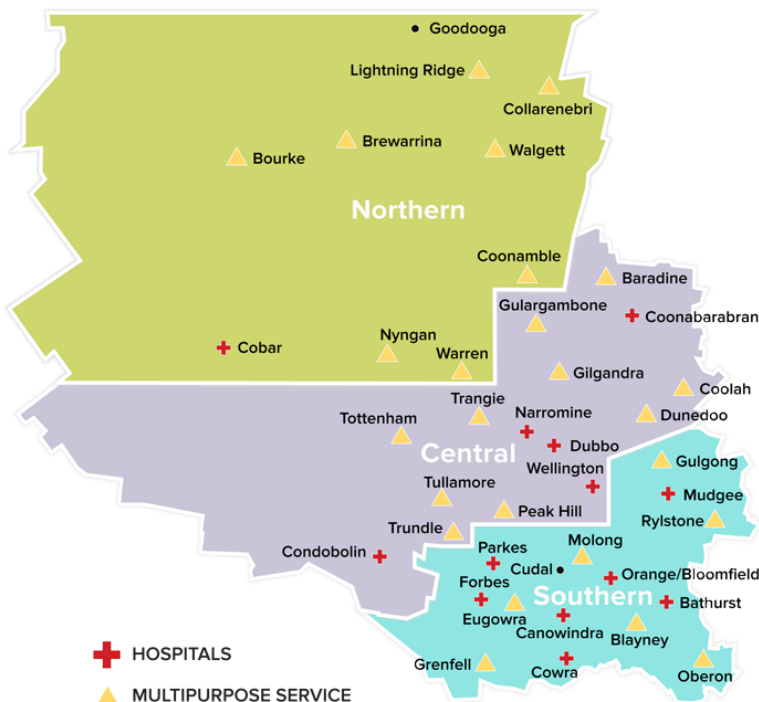 Goodooga
Lightning Ridge
Collarenebri
Brewarrina
Walgett
Bourke
Northern
Coonamble
Baradine
Gulargambone
Coonabarabran
Nyngan
Cobar
Warren
Gilgandra
Coolah
Trangie
Narromine
Dunedoo
Tottenham
Central
Dubbo
Wellington
Gulgong
Tullamore
Mudgee
Peak Hill
Rylstone
Trundle
Molong
Condobolin
Parkes
Cudal
Orange/Bloomfield
Forbes
Southern
Bathurst
Eugowra
Canowindra
Blayney
Grenfell
Cowra
Oberon
HOSPITALS
MULTIPURPOSE SERVICE